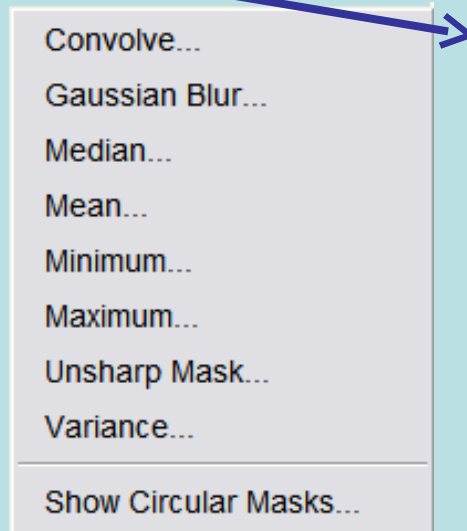 Convolve...
Gaussian Blur...
Median...
Mean...
Minimum...
Maximum...
Unsharp Mask...
Variance...
Show Circular Masks...